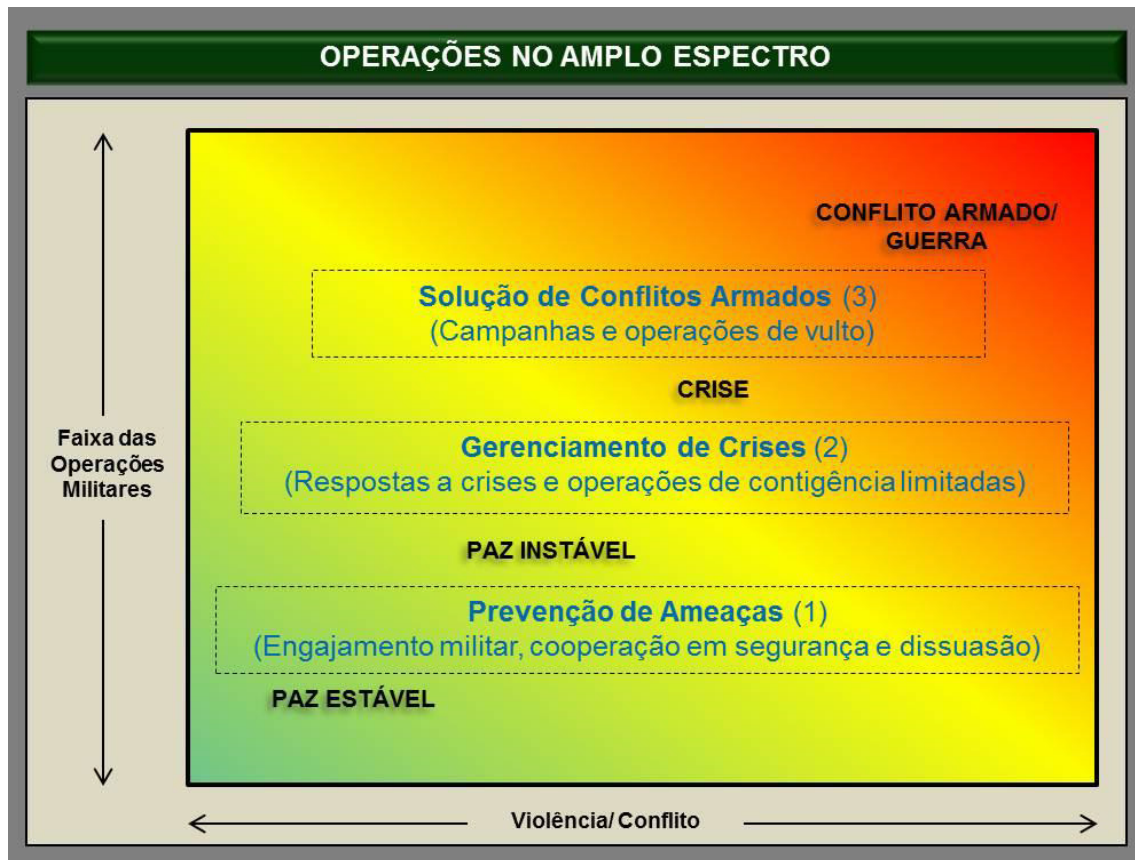 OPERAÇÕES NO AMPLO ESPECTRO
CONFLITO ARMADO/
GUERRA
Solução de Conflitos Armados (3)
(Campanhas e operações de vulto)
CRISE
Faixa das
Operações
Militares
Gerenciamento de Crises (2)
(Respostas a crises e operações de contigência limitadas)
PAZ INSTÁVEL
Prevenção de Ameaças (1)
(Engajamento militar, cooperação em segurança e dissuasão)
PAZ ESTÁVEL
Violência/ Conflito